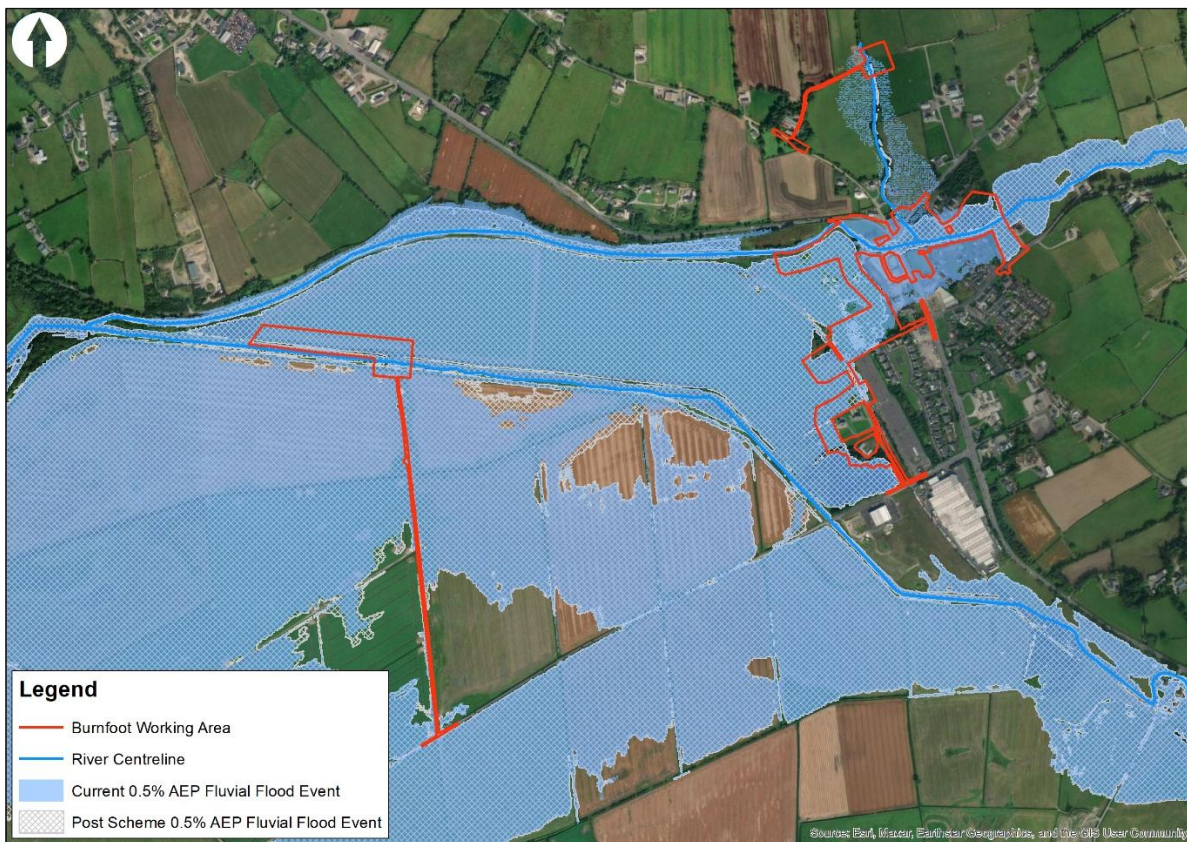 Legend
Burnfoot Working Area
River Centreline
Current 0.5% AEP Fluvial Flood Event
Post Scheme 0.5% AEP Fluvial Flood Event
Source: Esri, Maxar, Earthstar Geographics, and the GIS User Community